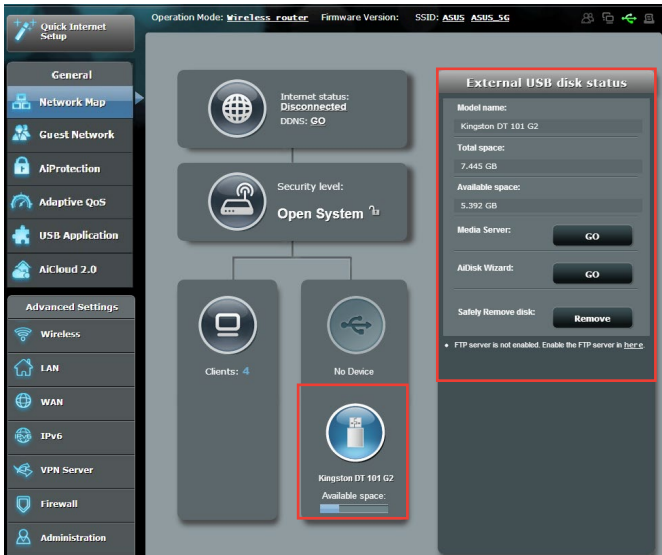 Quick Internet
Setup
Operation Mode: Wireless router Firmware Version: SSID: ASUS ASUS_5G
General
Network Map
Guest Network
AiProtection
Adaptive QoS
USB Application
AiCloud 2.0
Advanced Settings
Wireless
LAN
WAN
IPv6
IPv6
VPN Server
Firewall
Administration
Internet status:
Disconnected
DDNS: GO
Security level:
Open System
Clients: 4
No Device
Kingston DT 101 G2
Available space:
External USB disk status
Model name:
Kingston DT 101 G2
Total space:
7.445 GB
Available space:
5.392 GB
Media Server: GO
AiDisk Wizard: GO
Safely Remove disk: Remove
• FTP server is not enabled. Enable the FTP server in here.